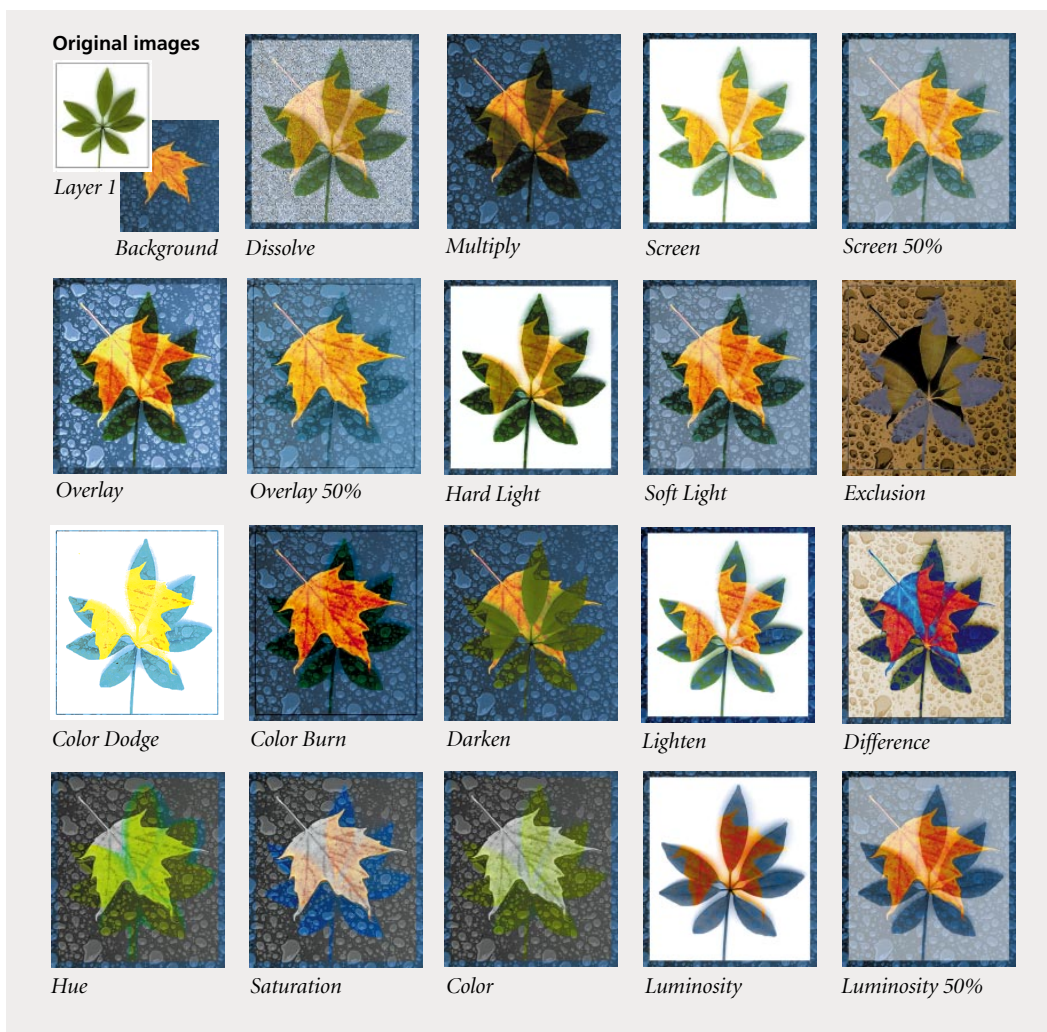 Original images
Layer 1
Background
Dissolve
Multiply
Screen
Screen 50%
Overlay
Overlay 50%
Hard Light
Soft Light
Exclusion
Color Dodge
Color Burn
Darken
Lighten
Difference
Hue
Saturation
Color
Luminosity
Luminosity 50%